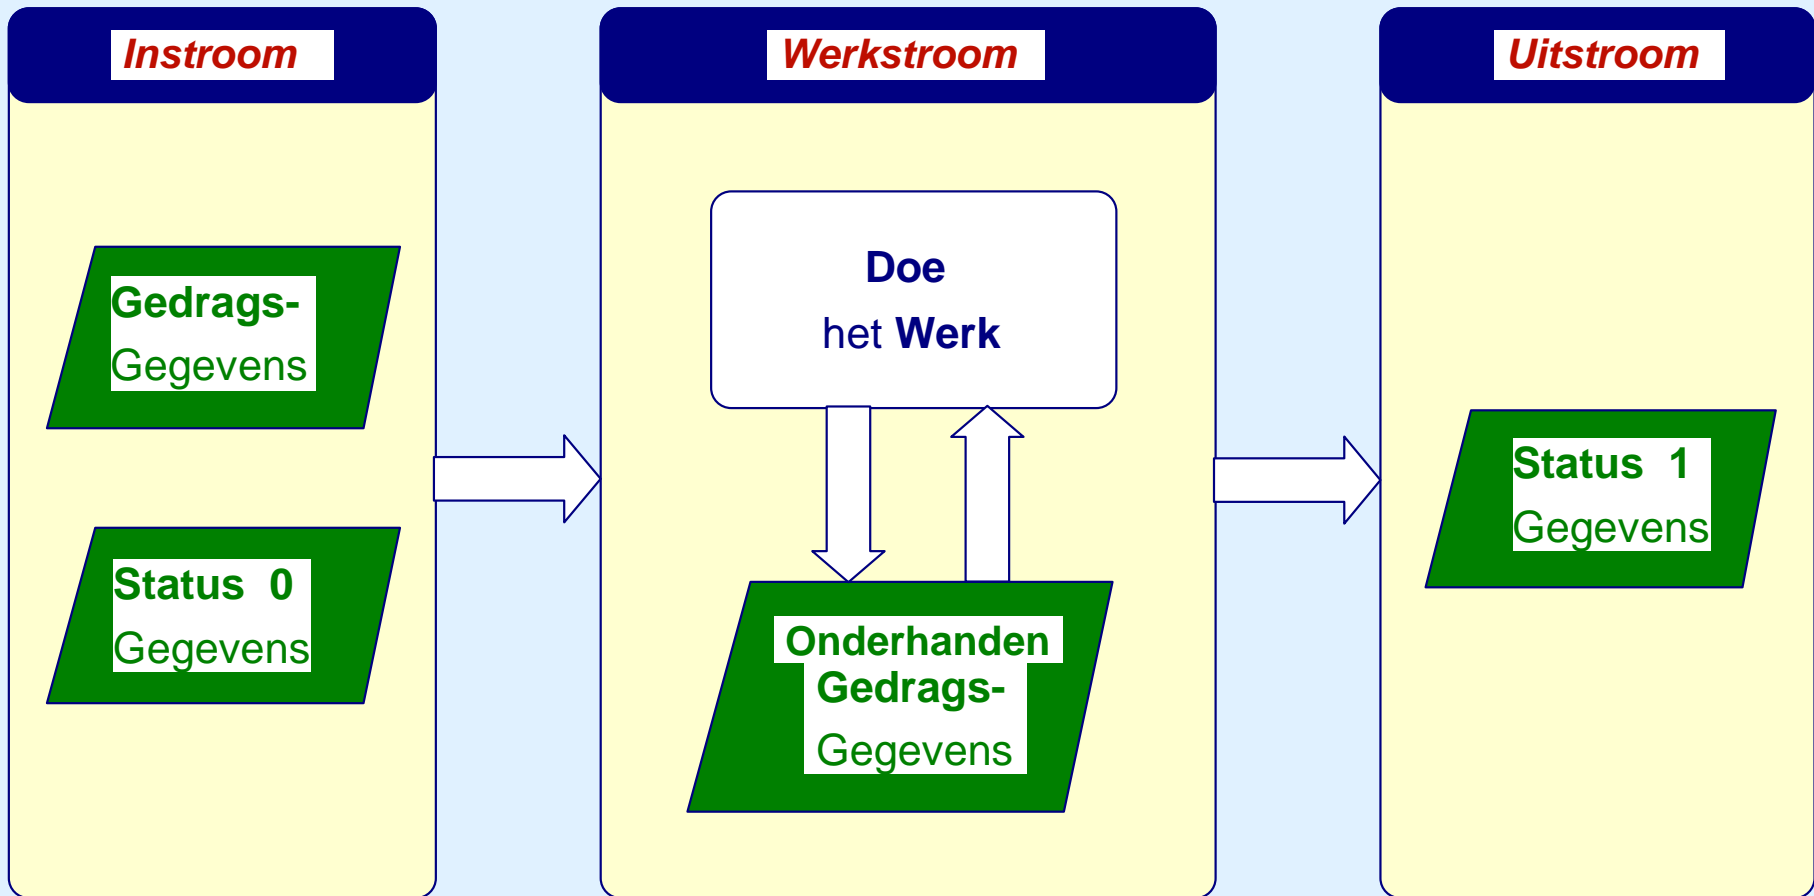 Instroom
Gedrags-
Gegevens
Status 0
Gegevens
Werkstroom
Doe
het Werk
Onderhanden
Gedrags-
Gegevens
Uitstroom
Status 1
Gegevens